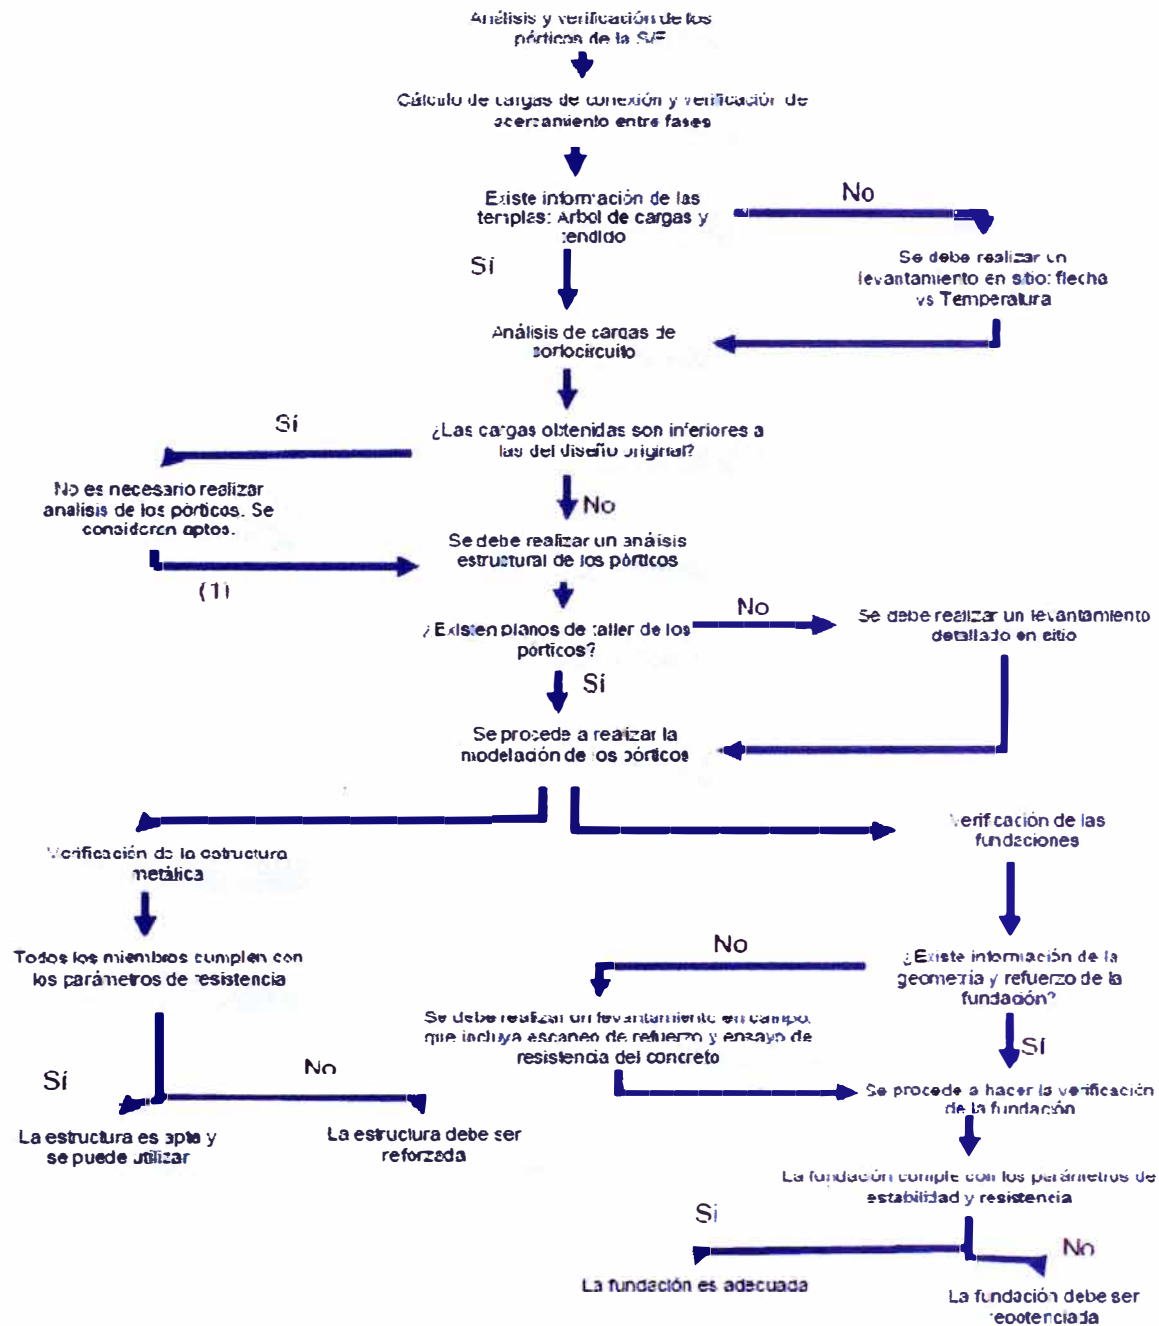 Análisis y verificación de los
pórticos de la S/E
Cálculo de cargas de conexión y verificación de
acercamiento entre fases
Existe información de las
templas: Arbol de cargas y
tendido
No
Sí
Se debe realizar un
levantamiento en sitio: flecha
vs Temperatura
Análisis de cargas de
cortocircuito
Sí
¿Las cargas obtenidas son inferiores a
las del diseño original?
No es necesario realizar
analisis de los pórticos. Se
consideran aptos.
No
Se debe realizar un análisis
estructural de los pórticos
(1)
¿Existen planos de taller de los
pórticos?
No
Se debe realizar un levantamiento
detallado en sitio
Sí
Se procede a realizar la
modelación de los pórticos
Verificación de la estructura
metálica
Verificación de las
fundaciones
Todos los miembros cumplen con
los parámetros de resistencia
No
¿Existe información de la
geometría y refuerzo de la
fundación?
Se debe realizar un levantamiento en campo,
que incluya escaneo de refuerzo y ensayo de
resistencia del concreto
Sí
Sí
No
Se procede a hacer la verificación
de la fundación
La estructura es apta y
se puede utilizar
La estructura debe ser
reforzada
La fundación cumple con los parámetros de
estabilidad y resistencia
Sí
No
La fundación es adecuada
La fundación debe ser
repotenciada